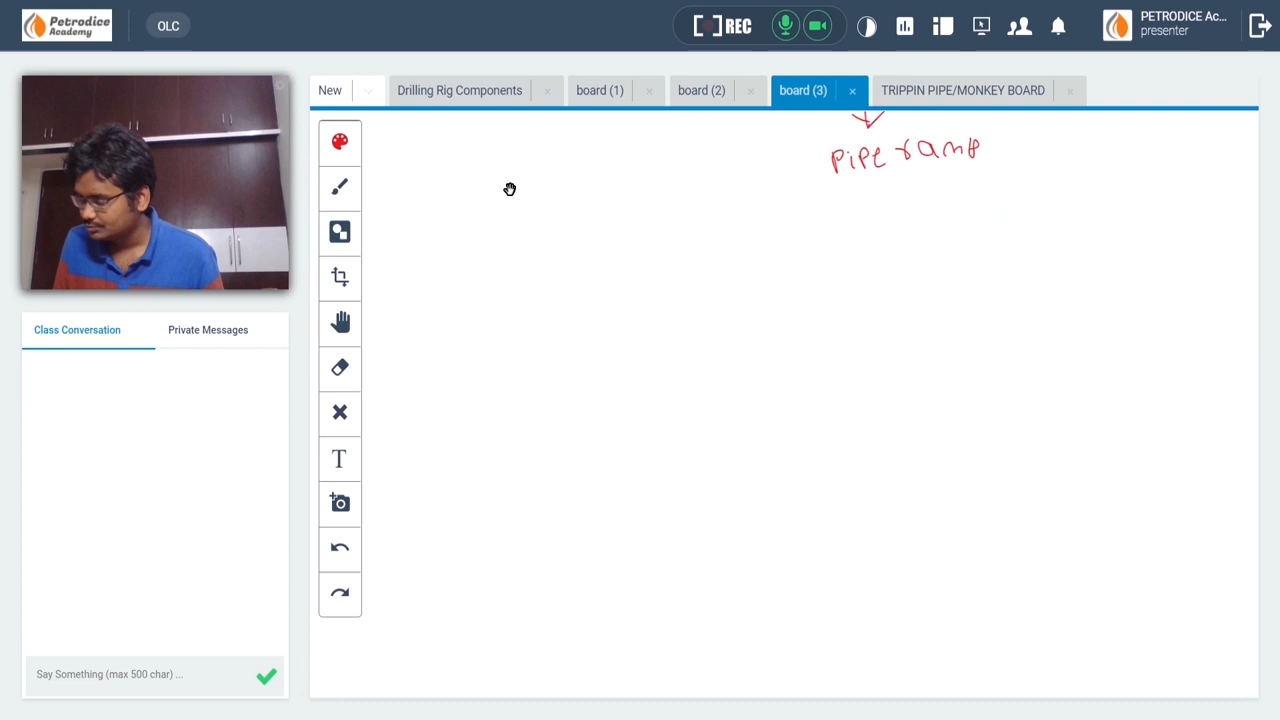 Petrodice
Academy
OLC
REC
PETRODICE Ac...
presenter
New
Drilling Rig Components
board (1)
board (2)
board (3)
TRIPPIN PIPE/MONKEY BOARD
Pipe ramp
T
Class Conversation
Private Messages
Say Something (max 500 char) ...